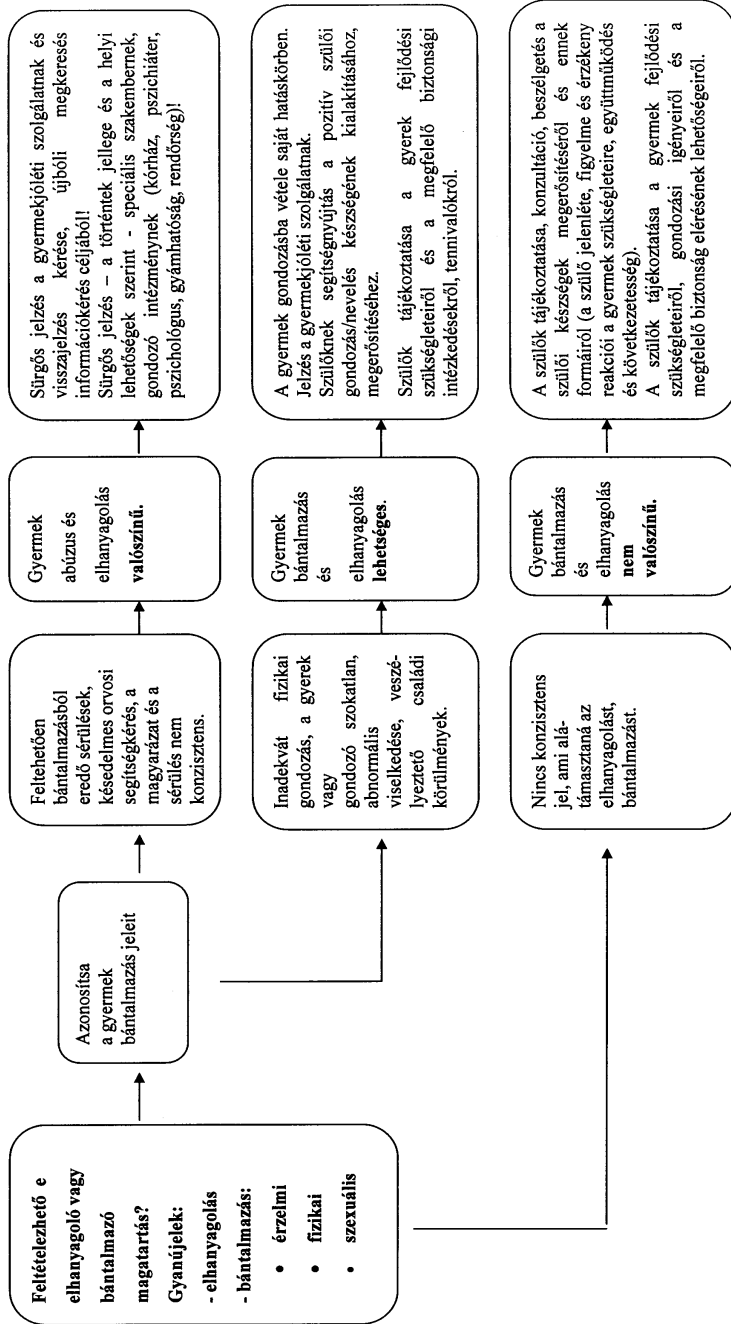 Feltételezhető e
elhanyagoló vagy
bántalmazó
magatartás?
Gyanújelek:
- elhanyagolás
- bántalmazás:
• érzelmi
• fizikai
• szexuális
Azonosítsa
a gyermek
bántalmazás jeleit
Feltehetően
bántalmazásból
eredő sérülések,
késedelmes orvosi
segítségkérés, a
magyarázat és a
sérülés nem
konzisztens.
Gyermek
abúzus és
elhanyagolás
valószínű.
Sürgős jelzés a gyermekjóléti szolgálatnak és
visszajelzés kérése, újbóli megkeresés
információkérés céljából!
Sürgős jelzés – a történtek jellege és a helyi
lehetőségek szerint - speciális szakembernek,
gondozó intézménynek (kórház, pszichiáter,
pszichológus, gyámhatóság, rendőrség)!
Inadekvát fizikai
gondozás, a gyerek
vagy
gondozó szokatlan,
abnormális
viselkedése, veszé-
lyeztető családi
körülmények.
Gyermek
bántalmazás
és
elhanyagolás
lehetséges.
A gyermek gondozásba vétele saját hatáskörben.
Jelzés a gyermekjóléti szolgálatnak.
Szülőknek segítségnyújtás a pozitív szülői
gondozás/nevelés készségének kialakításához,
megerősítéséhez.
Szülők tájékoztatása a gyerek fejlődési
szükségleteiről és a megfelelő biztonsági
intézkedésekről, tennivalókról.
Nincs konzisztens
jel, ami alá-
támasztaná az
elhanyagolást,
bántalmazást.
Gyermek
bántalmazás
és
elhanyagolás
nem
valószínű.
A szülők tájékoztatása, konzultáció, beszélgetés a
szülői készségek megerősítéséről és ennek
formáiról (a szülő jelenléte, figyelme és érzékeny
reakciói a gyermek szükségleteire, együttműködés
és következetesség).
A szülők tájékoztatása a gyermek fejlődési
szükségleteiről, gondozási igényeiről és a
megfelelő biztonság elérésének lehetőségeiről.